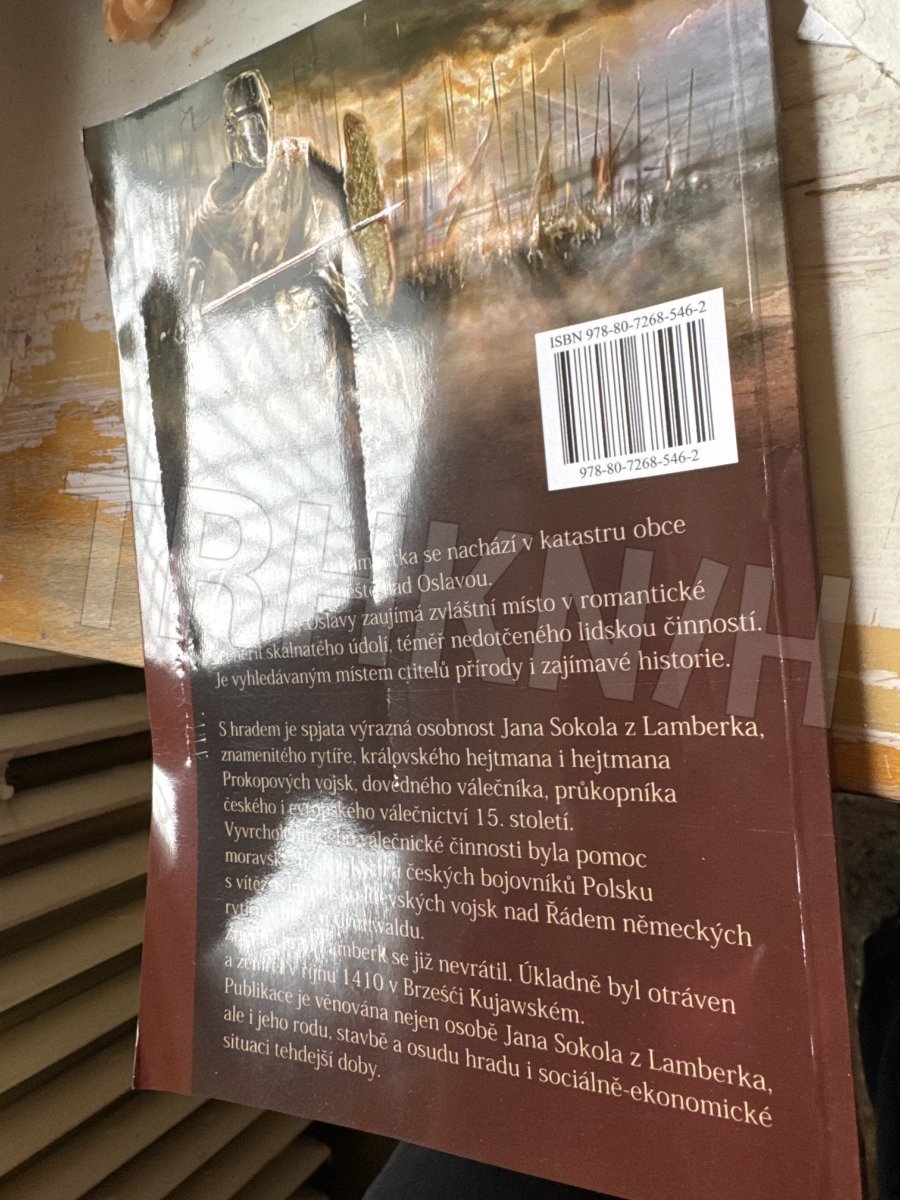 ISBN 978-80-7268-546-2
978-80-7268-546-2
se nachází v katastru obce
nad Oslavou.
Oslavy zaujímá zvláštní místo v romantické
skalnatého údolí, téměř nedotčeného lidskou činností.
Je vyhledávaným místem ctitelů přírody i zajímavé historie.
S hradem je spjata výrazná osobnost Jana Sokola z Lamberka,
znamenitého rytíře, královského hejtmana i hejtmana
Prokopových vojsk, dovedného válečníka, průkopníka
českého i evropského válečnictví 15. století.
válečnické činnosti byla pomoc
a českých bojovníků Polsku
vojsk nad Řádem německých
se již nevrátil. Úkladně byl otráven
a zemřel v říjnu 1410 v Brześći Kujawském.
Publikace je věnována nejen osobě Jana Sokola z Lamberka,
ale i jeho rodu, stavbě a osudu hradu i sociálně-ekonomické
situaci tehdejší doby.
TRHKNIH